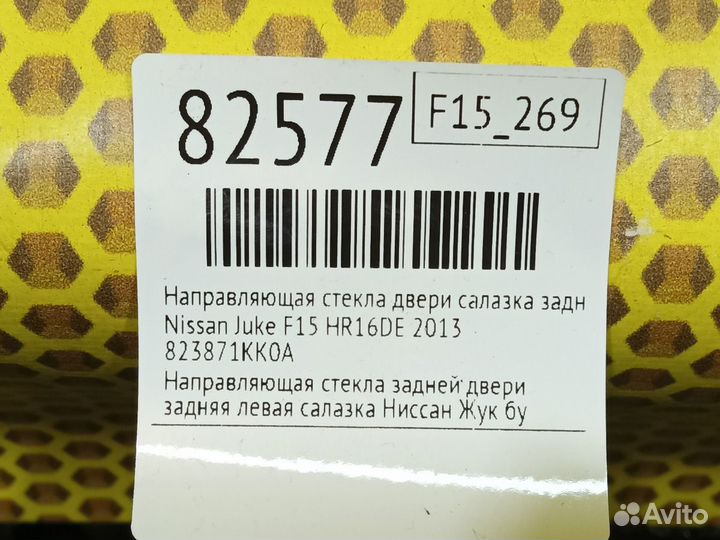 82577
F15_269
Направляющая стекла двери салазка задн
Nissan Juke F15 HR16DE 2013
823871KK0A
Направляющая стекла задней двери
задняя левая салазка Ниссан Жук бу
Avito